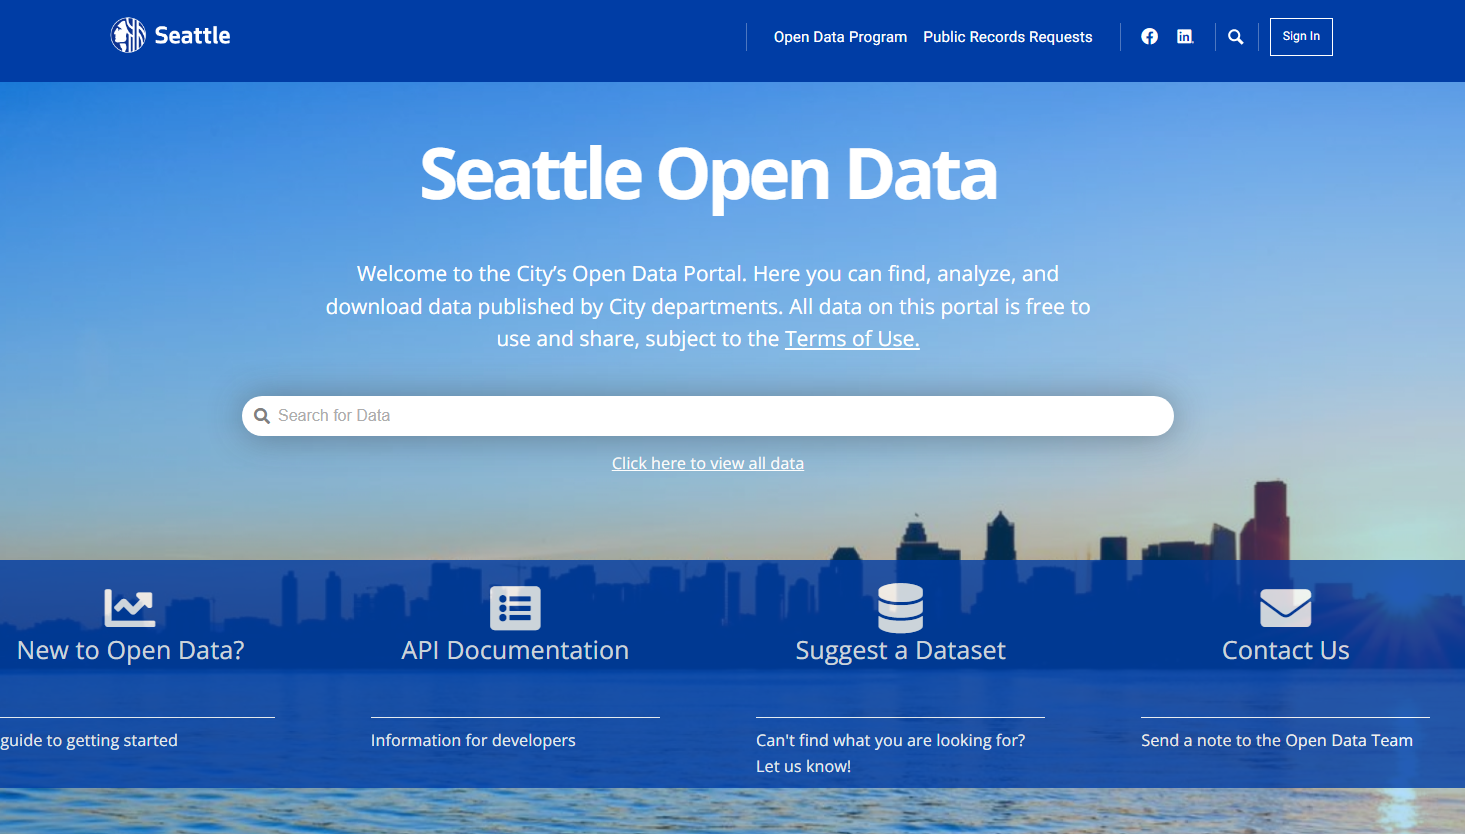 Seattle
Open Data Program
Public Records Requests
in
Sign In
Seattle Open Data
Welcome to the City’s Open Data Portal. Here you can find, analyze, and
download data published by City departments. All data on this portal is free to
use and share, subject to the Terms of Use.
Search for Data
Click here to view all data
New to Open Data?
guide to getting started
API Documentation
Information for developers
Suggest a Dataset
Can't find what you are looking for?
Let us know!
Contact Us
Send a note to the Open Data Team